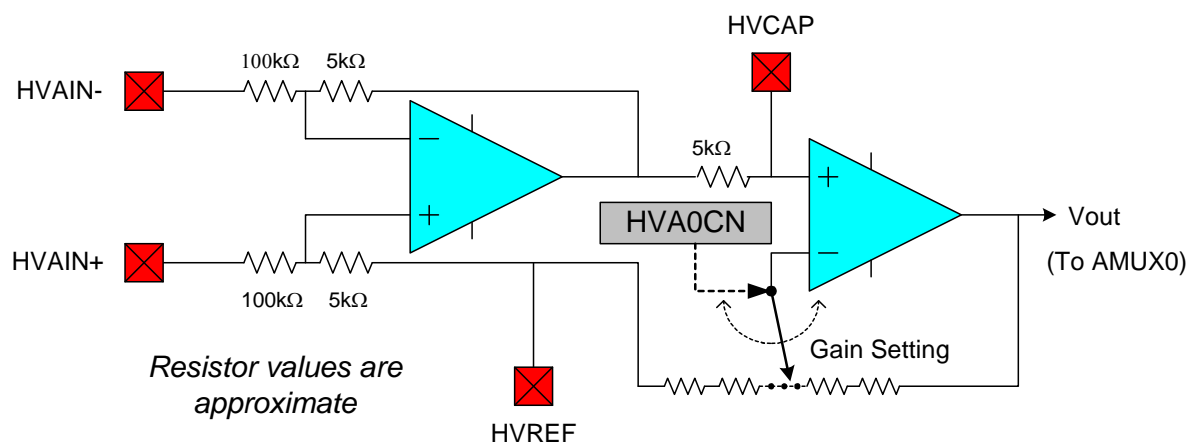 HVCAP
100kΩ
5kΩ
HVAIN-
−
5kΩ
+
+
HVA0CN
Vout
HVAIN+
−
(To AMUX0)
100kΩ
5kΩ
Gain Setting
Resistor values are
approximate
HVREF